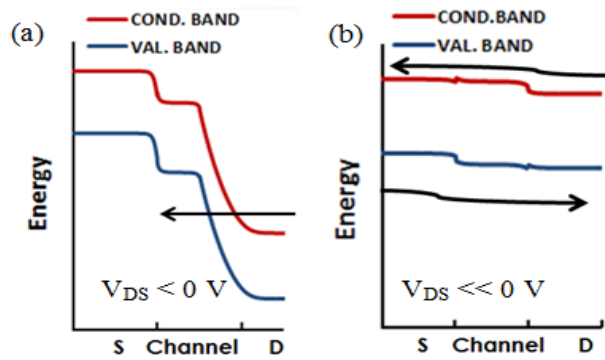 (a)
COND. BAND
VAL. BAND
Energy
V_DS < 0 V
S Channel D
(b)
COND.BAND
VAL. BAND
Energy
V_DS << 0 V
S Channel D